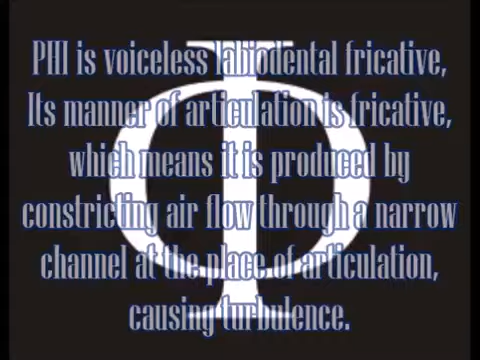 PHI is voiceless labiodental fricative,
Its manner of articulation is fricative,
which means it is produced by
constricting air flow through a narrow
channel at the place of articulation,
causing turbulence.
Φ